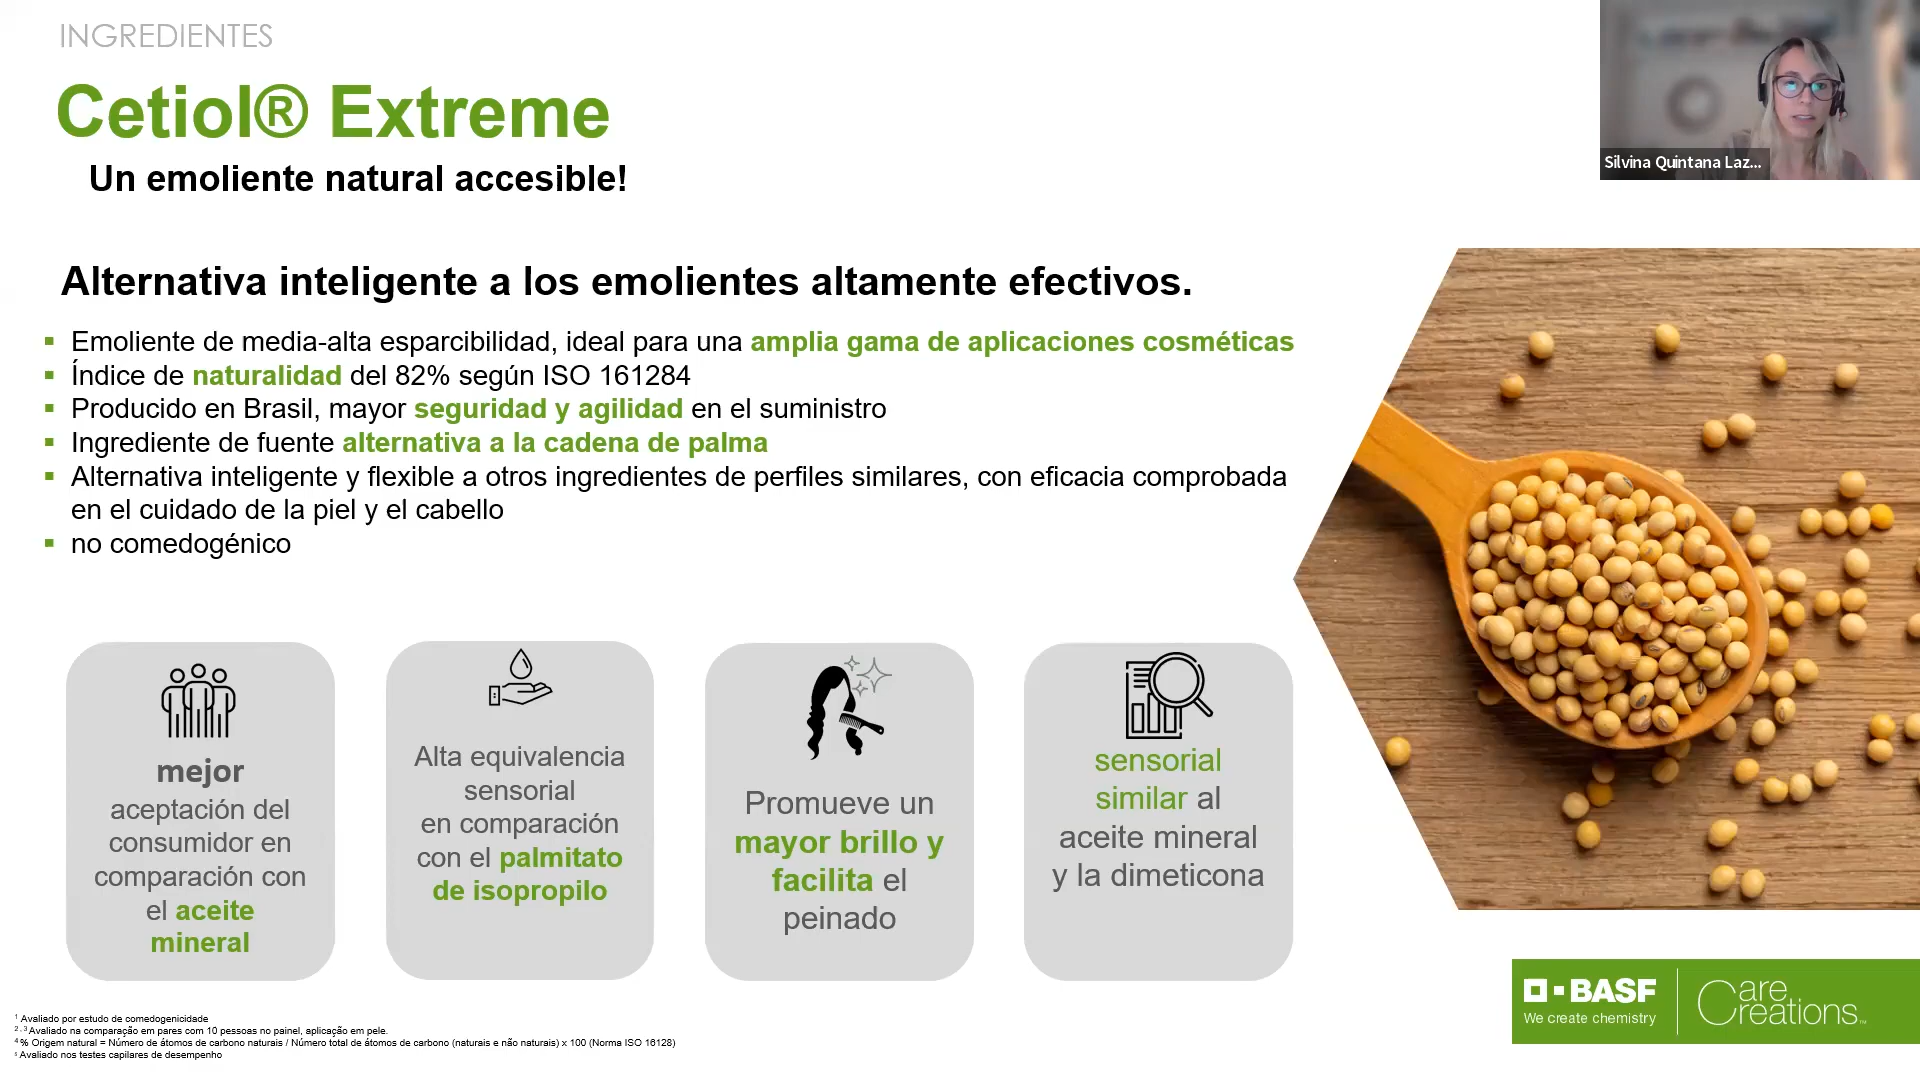 INGREDIENTES
Cetiol® Extreme
Un emoliente natural accesible!
Silvina Quintana Laz...
Alternativa inteligente a los emolientes altamente efectivos.
▪ Emoliente de media-alta esparcibilidad, ideal para una amplia gama de aplicaciones cosméticas
▪ Índice de naturalidad del 82% según ISO 161284
▪ Producido en Brasil, mayor seguridad y agilidad en el suministro
▪ Ingrediente de fuente alternativa a la cadena de palma
▪ Alternativa inteligente y flexible a otros ingredientes de perfiles similares, con eficacia comprobada
en el cuidado de la piel y el cabello
▪ no comedogénico
mejor
aceptación del
consumidor en
comparación con
el aceite
mineral
Alta equivalencia
sensorial
en comparación
con el palmitato
de isopropilo
Promueve un
mayor brillo y
facilita el
peinado
sensorial
similar al
aceite mineral
y la dimeticona
1 Avaliado por estudo de comedogenicidade
2,3 Avaliado na comparação em pares com 10 pessoas no painel, aplicação em pele.
4 % Origem natural = Número de átomos de carbono naturais / Número total de átomos de carbono (naturais e não naturais) x 100 (Norma ISO 16128)
5 Avaliado nos testes capilares de desempenho
BASF
We create chemistry
Care
Creations™